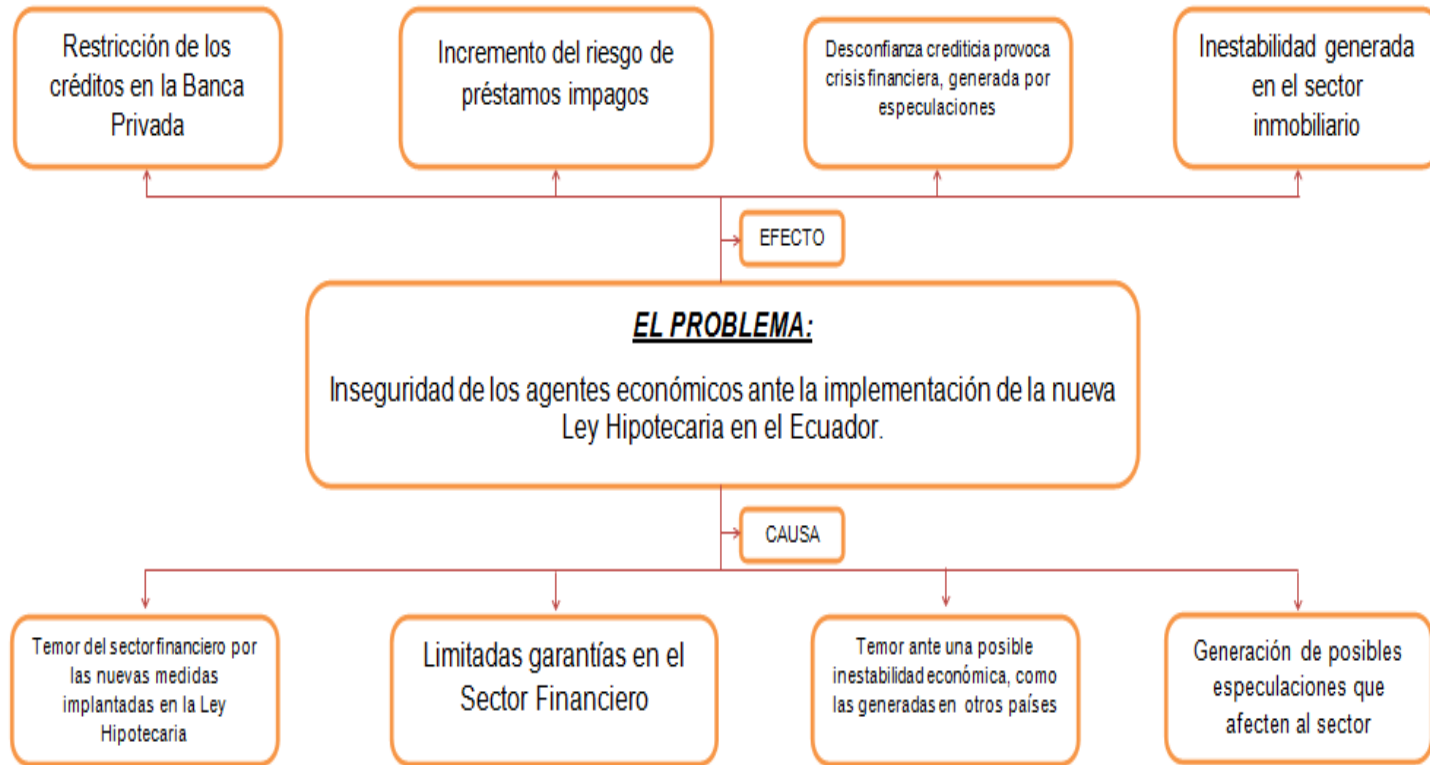 Restricción de los
créditos en la Banca
Privada
Incremento del riesgo de
préstamos impagos
Desconfianza crediticia provoca
crisis financiera, generada por
especulaciones
Inestabilidad generada
en el sector
inmobiliario
EFECTO
EL PROBLEMA:
Inseguridad de los agentes económicos ante la implementación de la nueva
Ley Hipotecaria en el Ecuador.
CAUSA
Temor del sector financiero por
las nuevas medidas
implantadas en la Ley
Hipotecaria
Limitadas garantías en el
Sector Financiero
Temor ante una posible
inestabilidad económica, como
las generadas en otros países
Generación de posibles
especulaciones que
afecten al sector